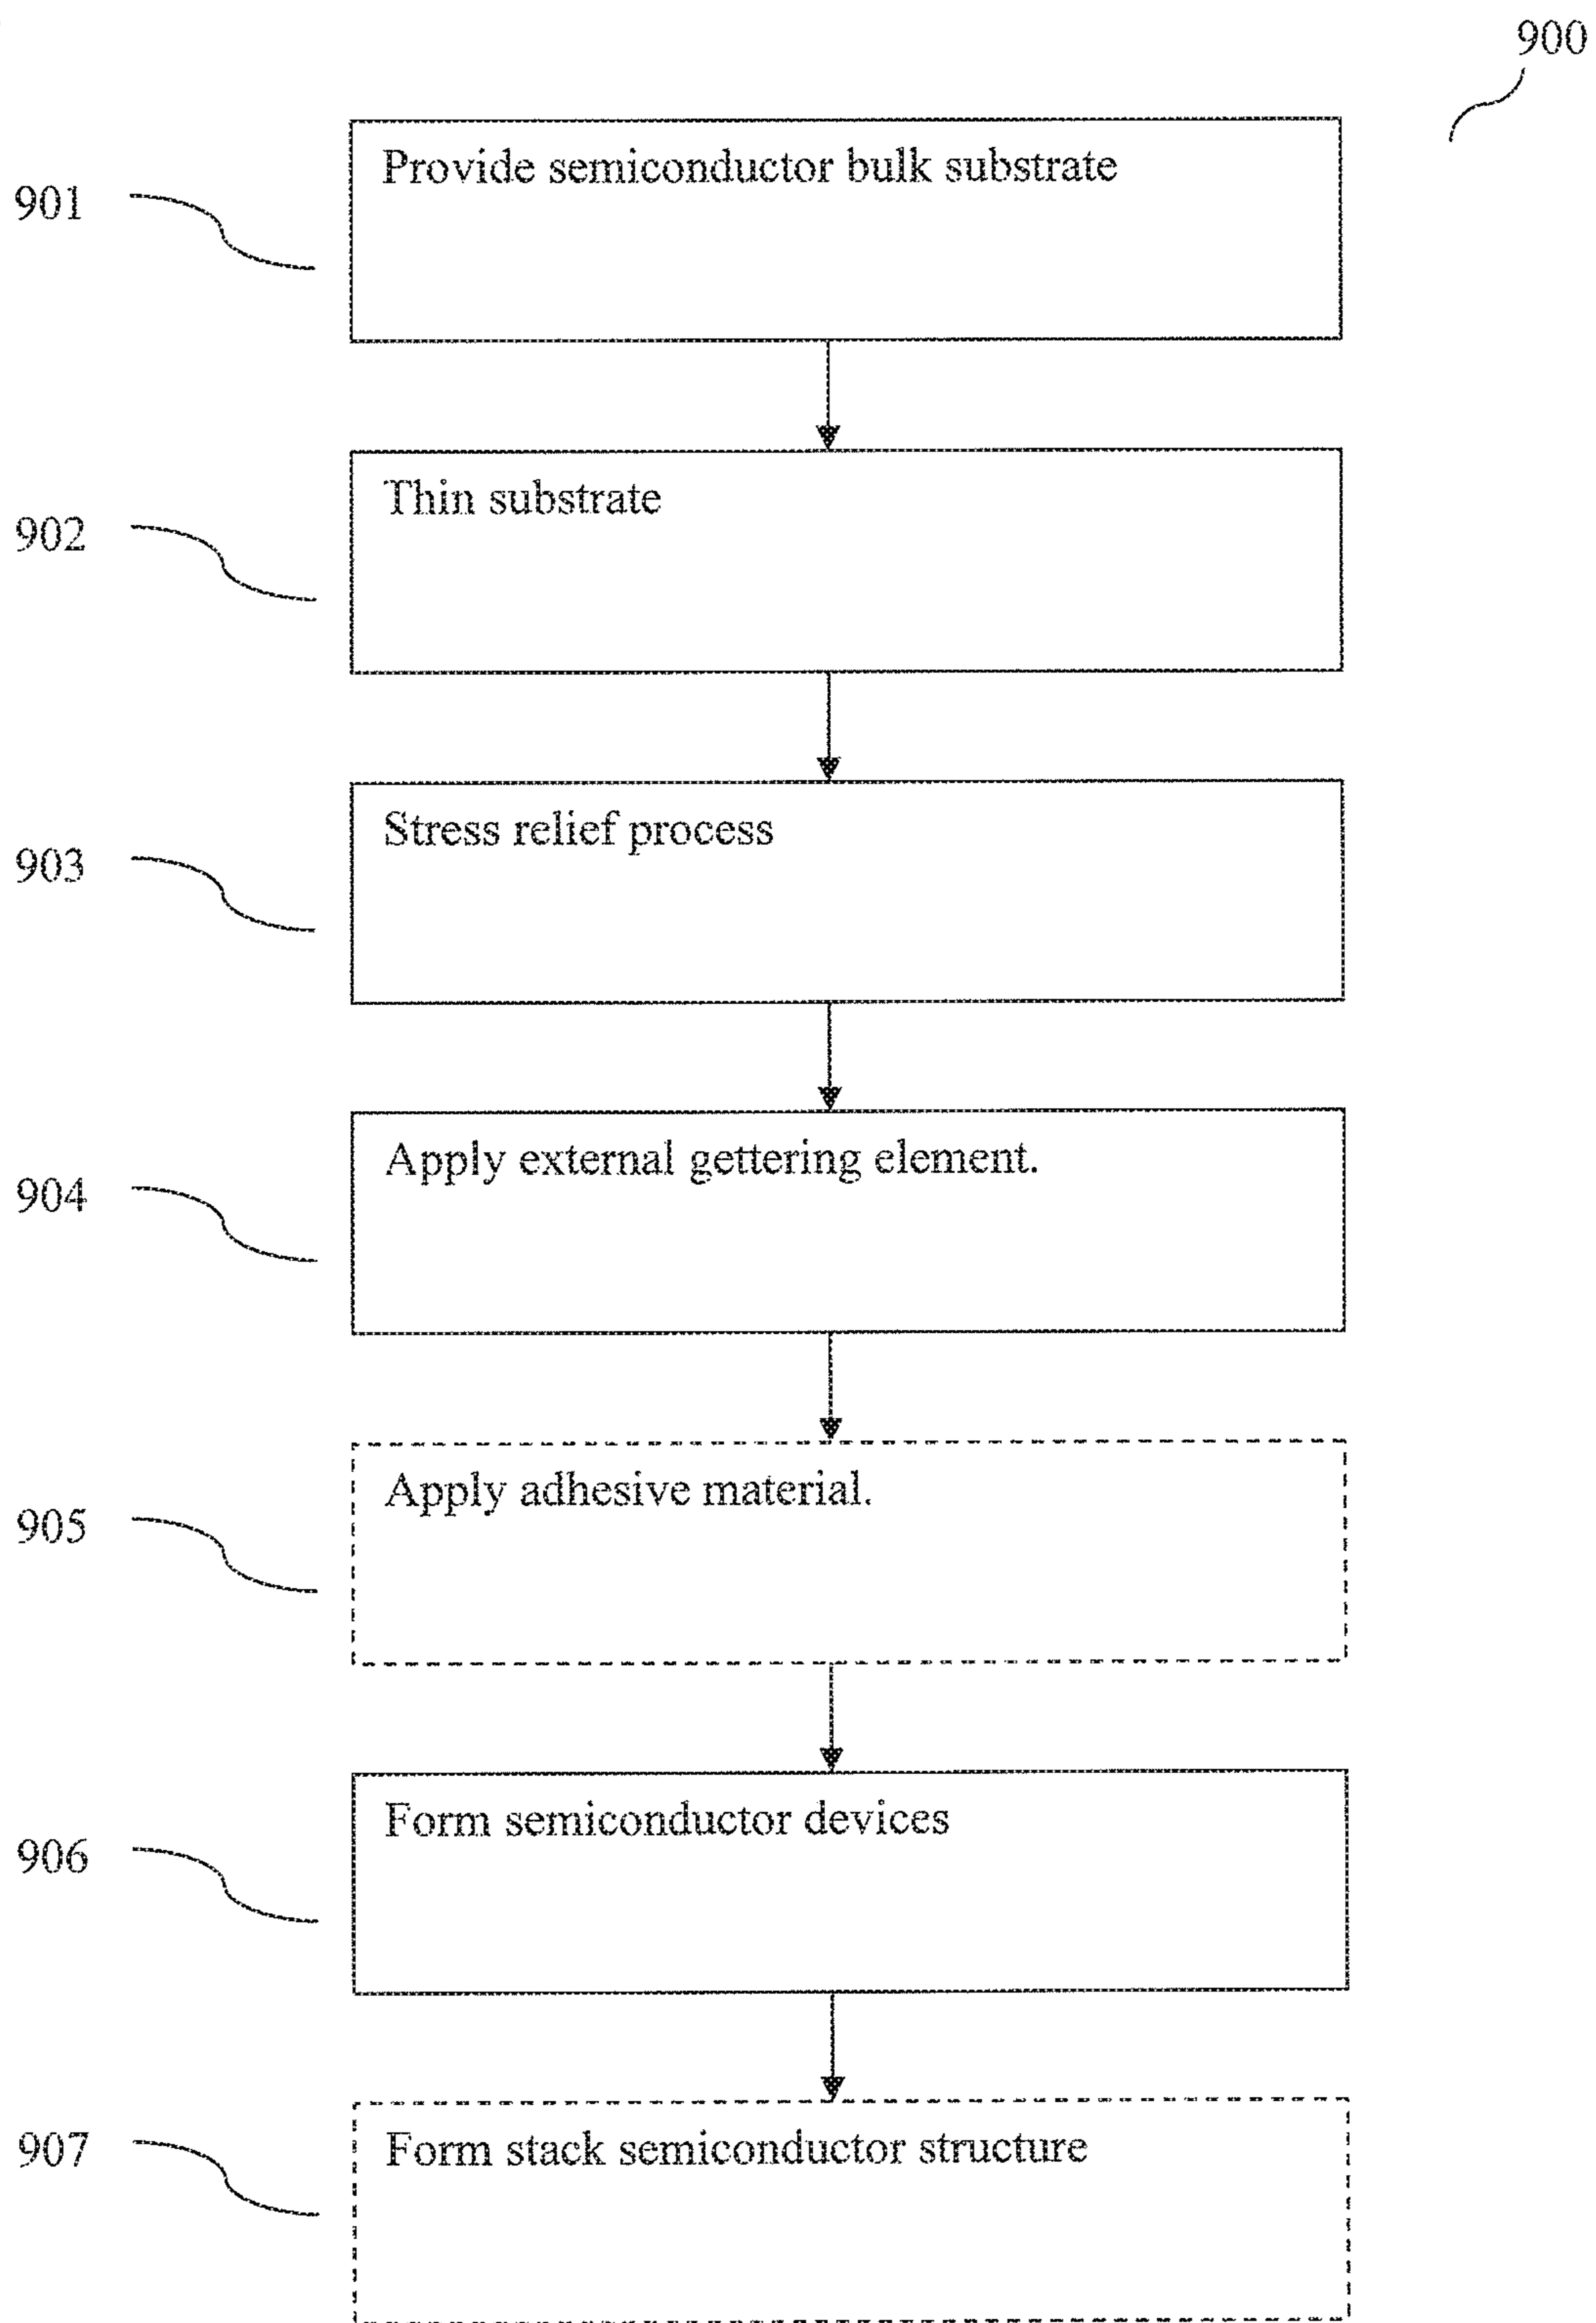 900
901
Provide semiconductor bulk substrate
902
Thin substrate
903
Stress relief process
904
Apply external gettering element.
905
Apply adhesive material.
906
Form semiconductor devices
907
Form stack semiconductor structure